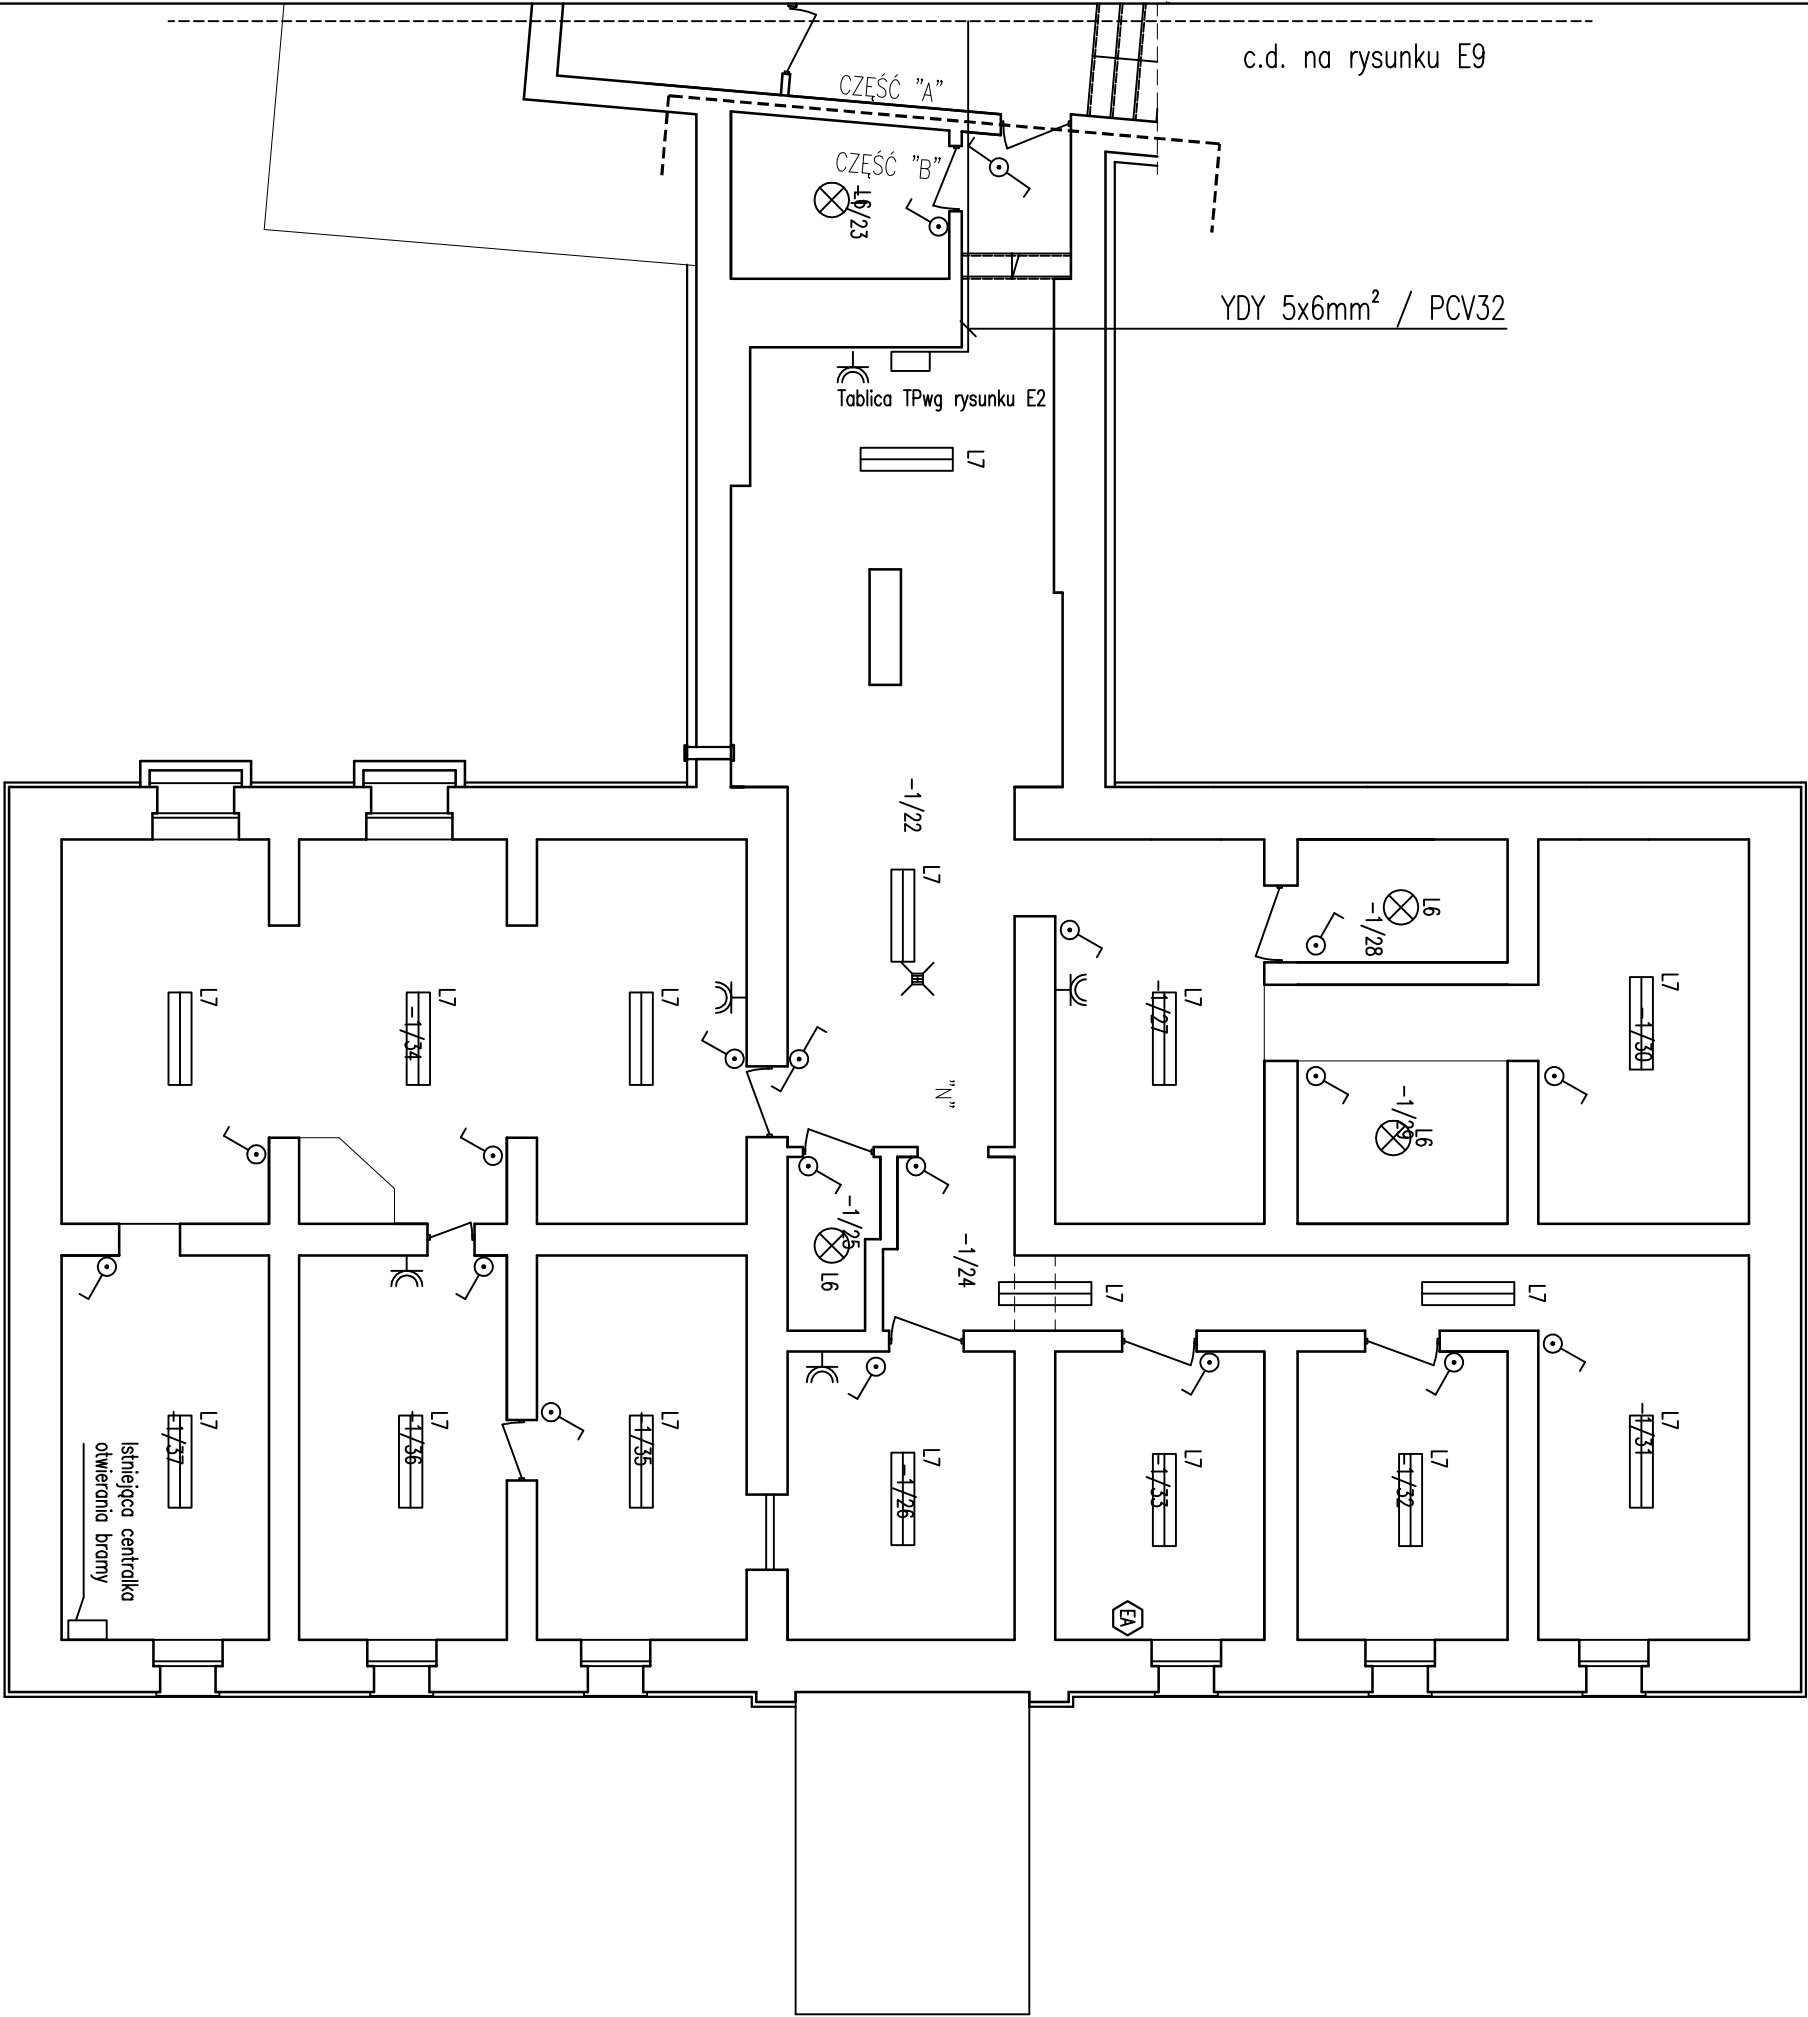 c.d. na rysunku E9
CZĘŚĆ "A"
CZĘŚĆ "B"
-1/23
L6
YDY 5x6mm² / PCV32
Tablica TPwg rysunku E2
L7
-1/22
L7
L6
-1/28
L7
-1/30
L7
-1/27
L7
L7
-1/34
L7
"N"
-1/29
L6
-1/25
L6
-1/24
L7
L7
L7
-1/37
L7
-1/36
L7
-1/35
L7
-1/26
L7
-1/33
L7
-1/32
L7
-1/31
Istniejąca centralka
otwierania bramy
EA